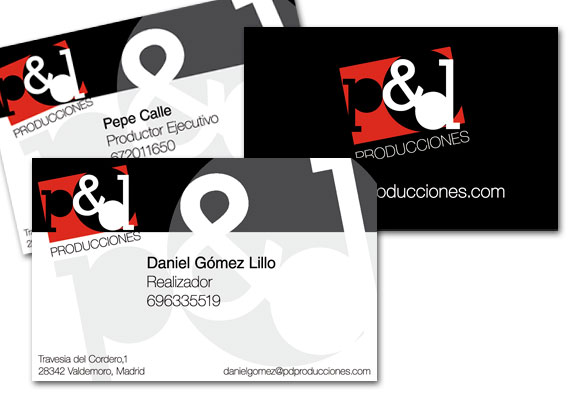 p&d
PRODUCCIONES
Pepe Calle
Productor Ejecutivo
672011650
p&d
PRODUCCIONES
oducciones.com
p&d
PRODUCCIONES
Daniel Gómez Lillo
Realizador
696335519
Travesia del Cordero,1
28342 Valdemoro, Madrid
danielgomez@pdproducciones.com